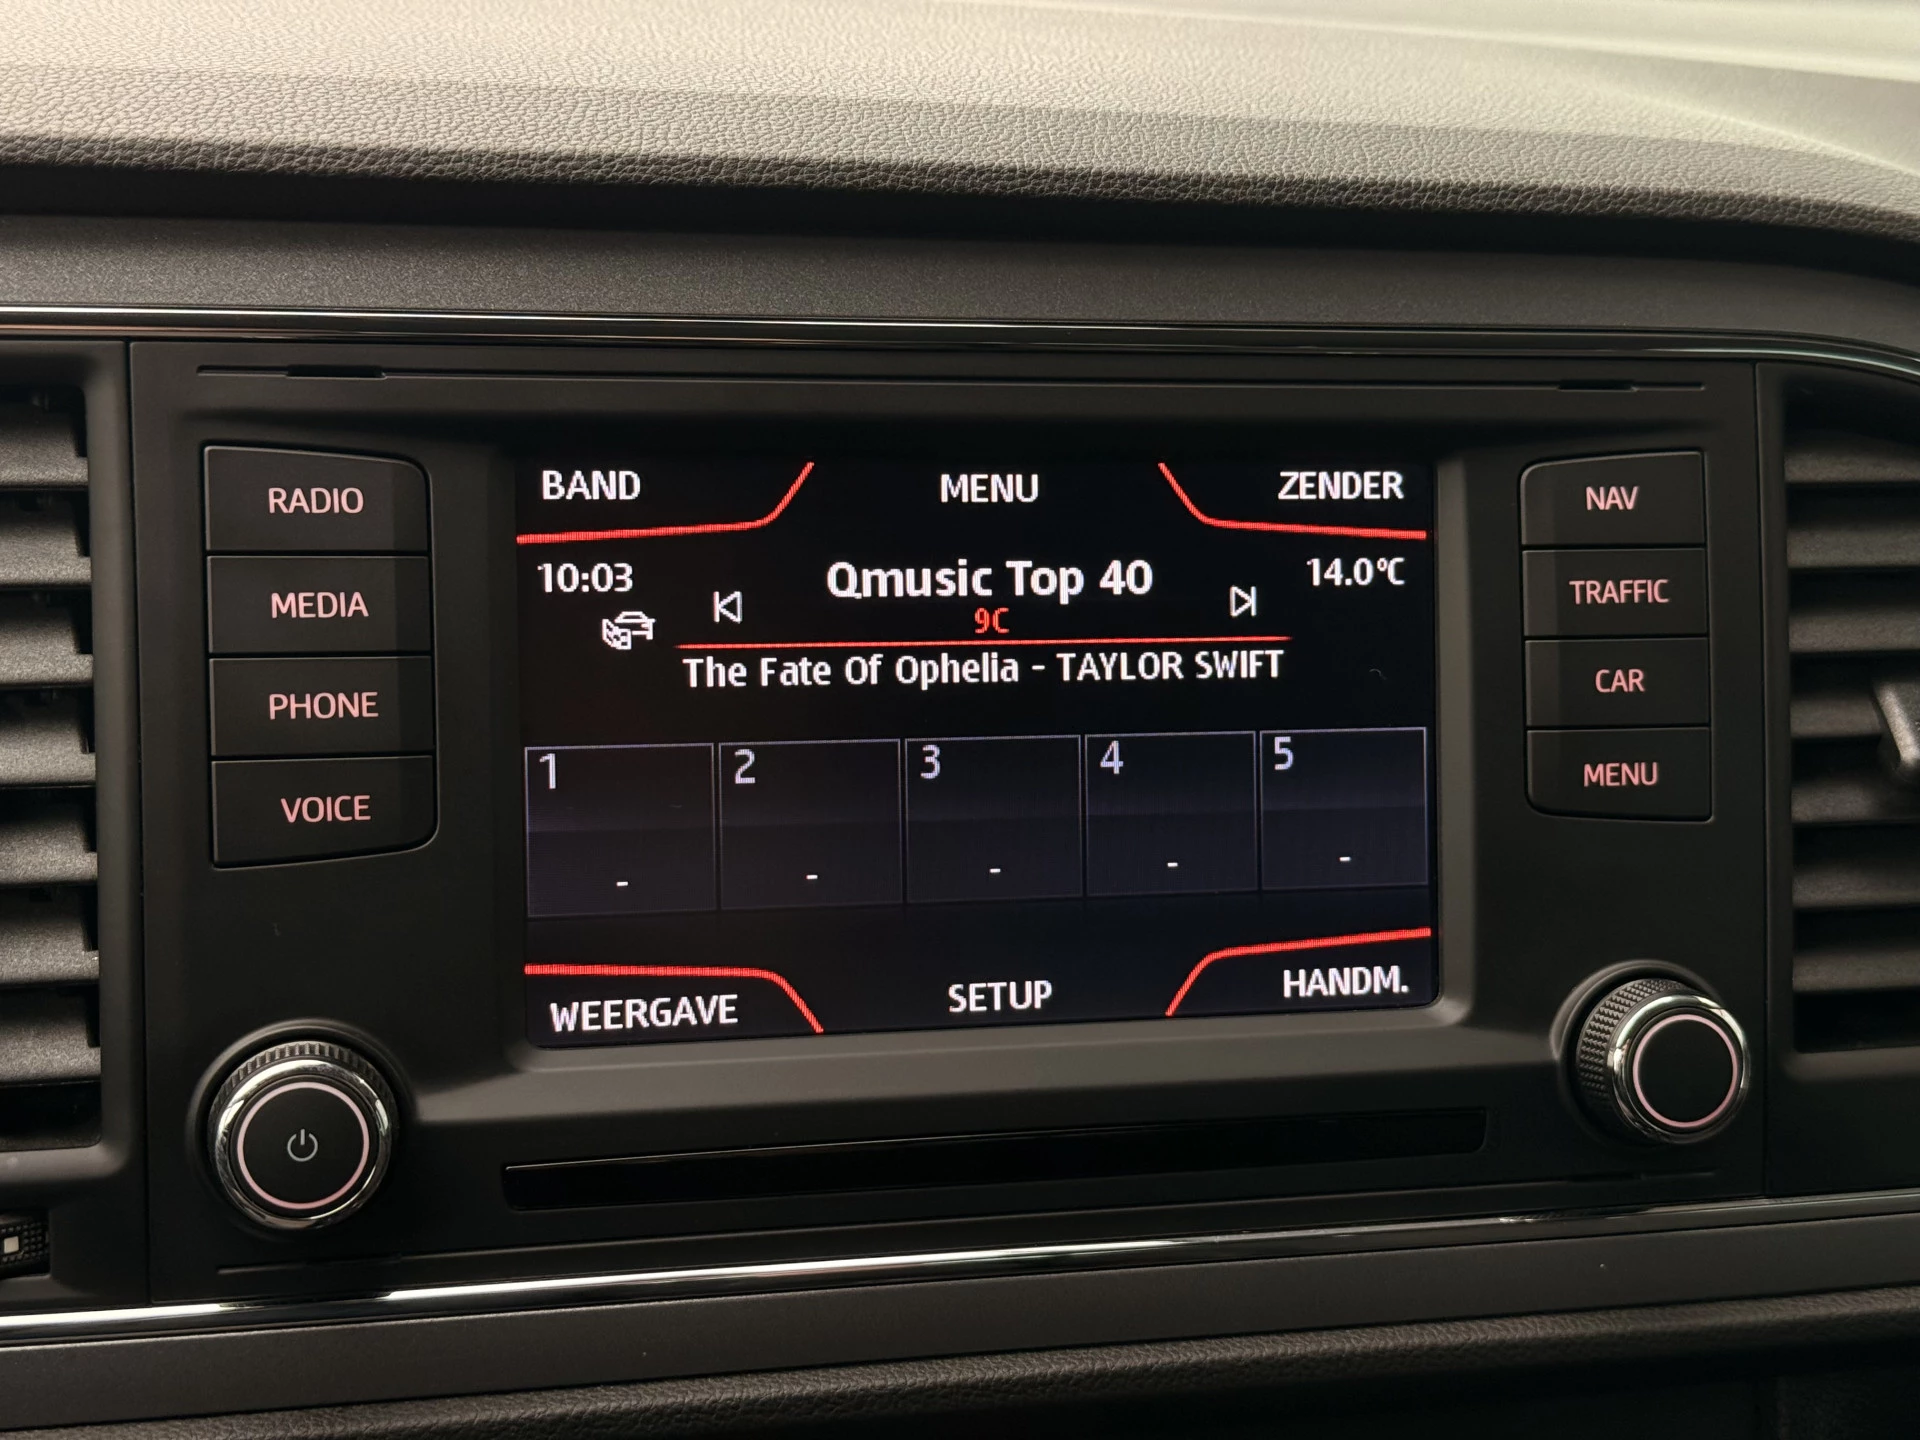 RADIO
MEDIA
PHONE
VOICE
BAND
MENU
ZENDER
10:03
Qmusic Top 40
14.0°C
9C
The Fate Of Ophelia - TAYLOR SWIFT
1
2
3
4
5
-
-
-
-
-
WEERGAVE
SETUP
HANDM.
NAV
TRAFFIC
CAR
MENU